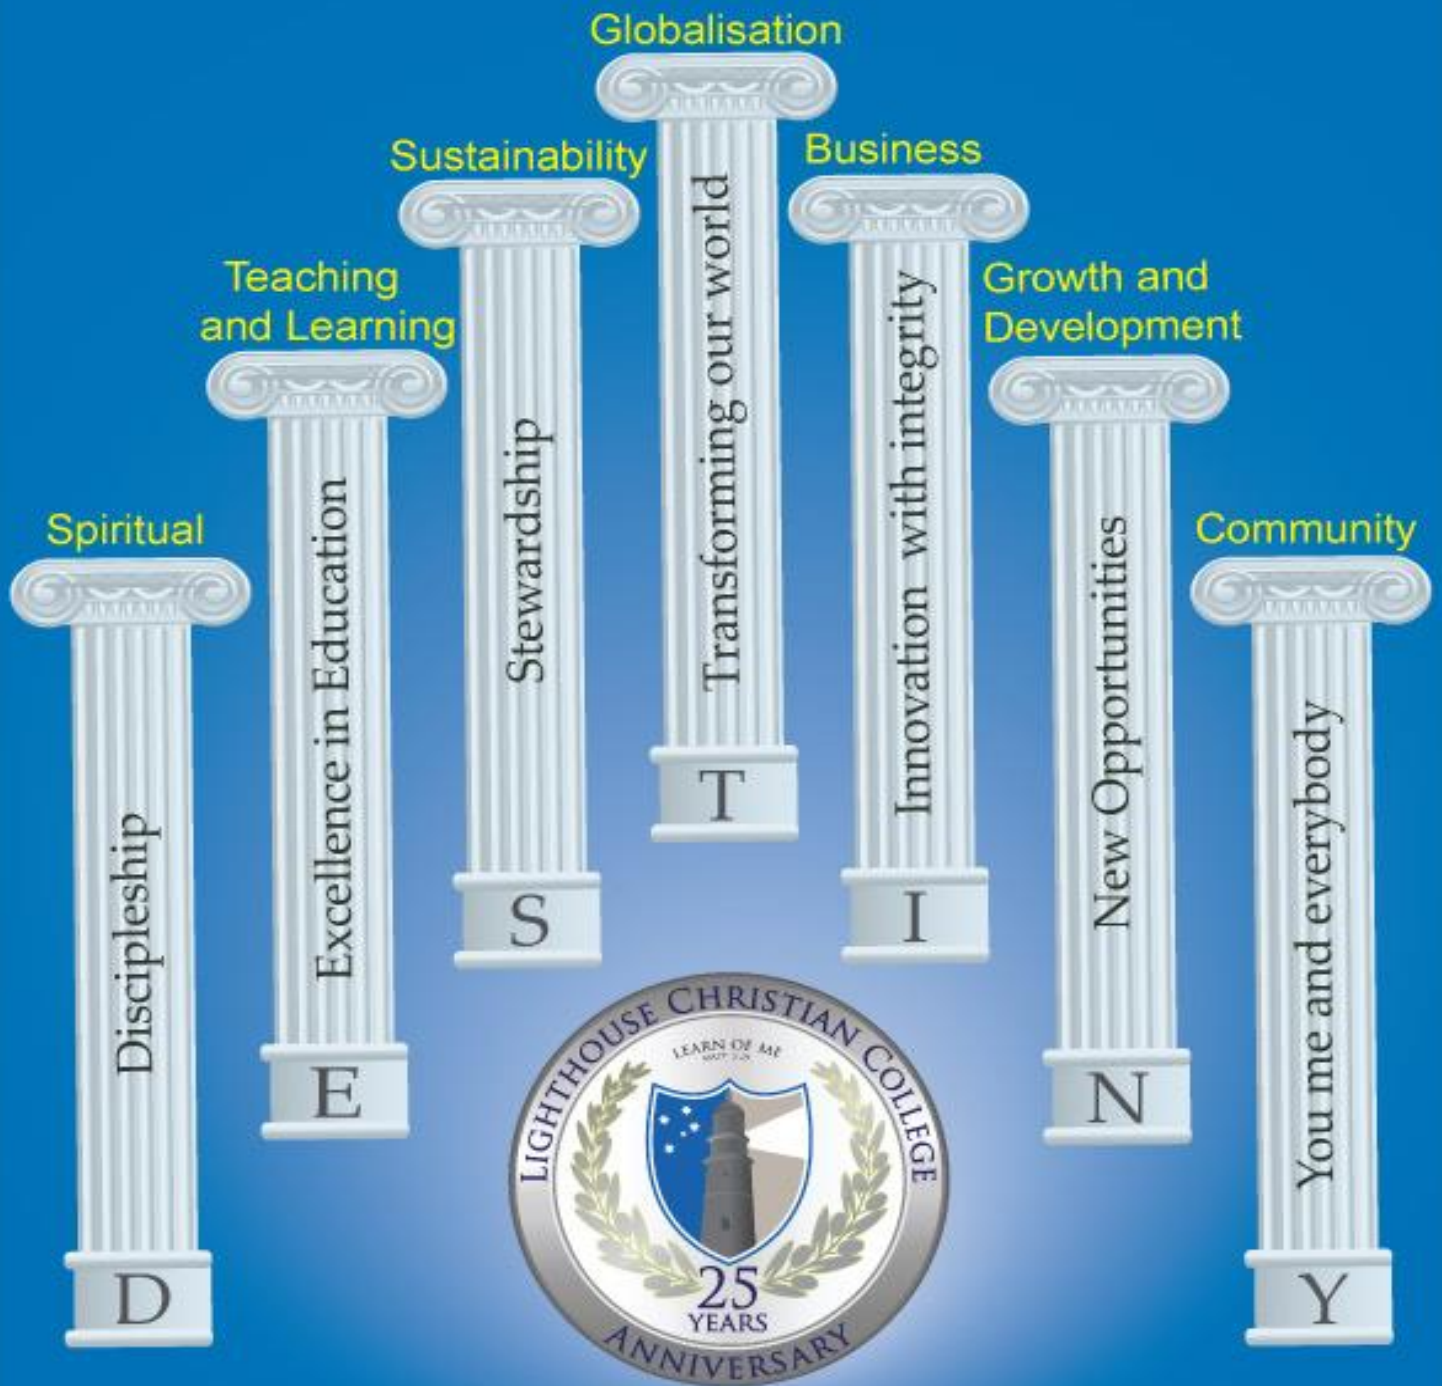 Globalisation
Sustainability
Business
Teaching
and Learning
Growth and
Development
Spiritual
Community
Discipleship
Excellence in Education
Stewardship
Transforming our world
Innovation with integrity
New Opportunities
You me and everybody
D
E
S
T
I
N
Y
LIGHTHOUSE CHRISTIAN COLLEGE
LEARN OF ME
25
YEARS
ANNIVERSARY